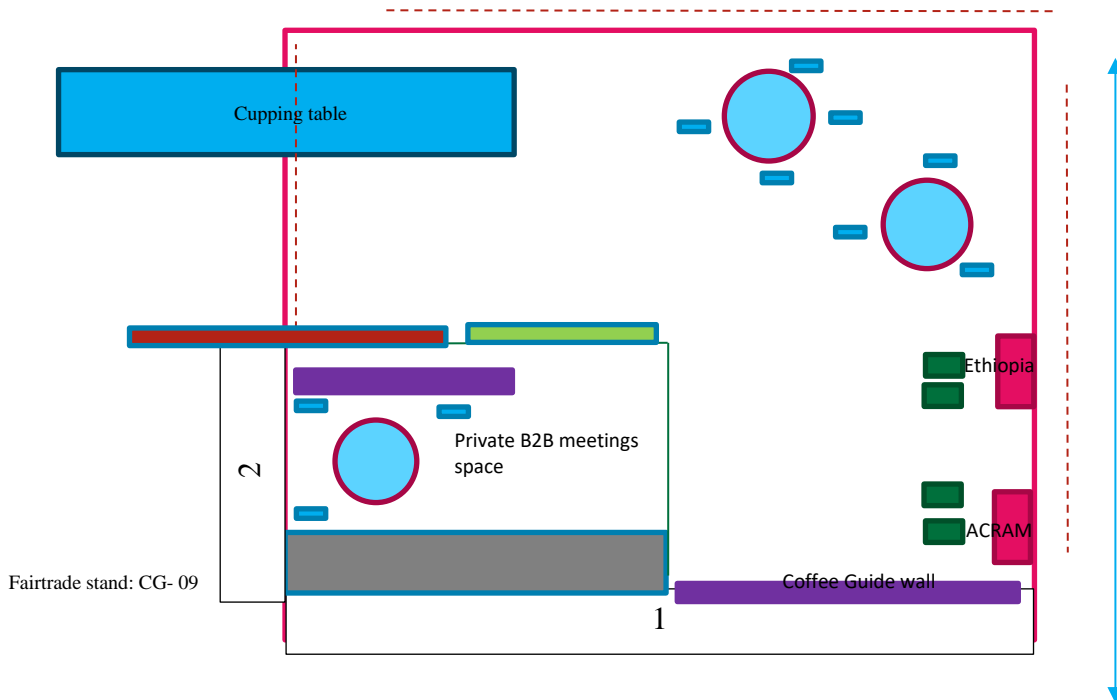 Cupping table
Ethiopia
Private B2B meetings
space
2
ACRAM
Fairtrade stand: CG- 09
Coffee Guide wall
1